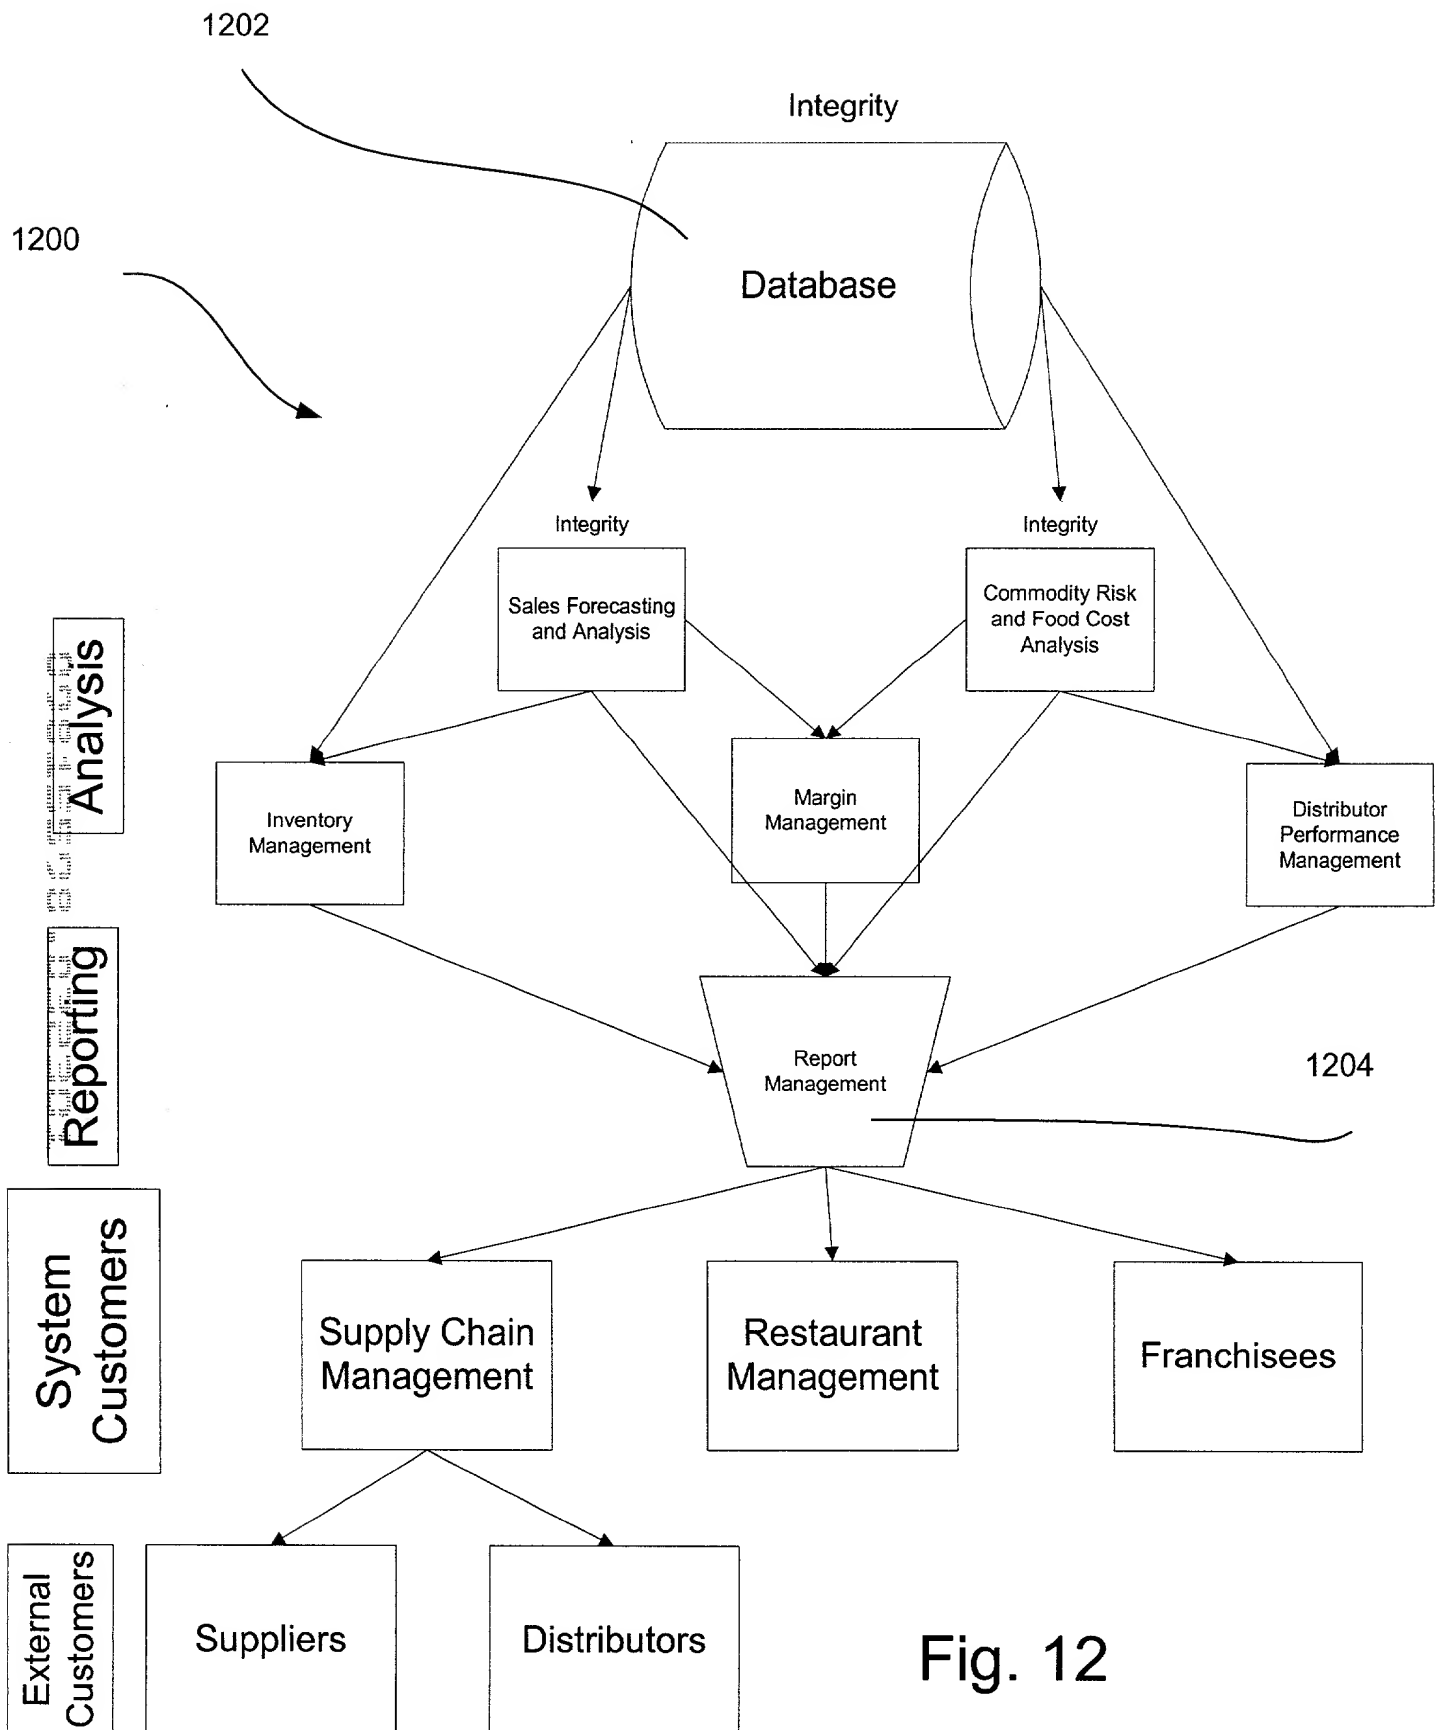 1202
Integrity
1200
Database
Integrity
Integrity
Sales Forecasting
and Analysis
Commodity Risk
and Food Cost
Analysis
Analysis
Inventory
Management
Margin
Management
Distributor
Performance
Management
Reporting
Report
Management
1204
System
Customers
Supply Chain
Management
Restaurant
Management
Franchisees
External
Customers
Suppliers
Distributors
Fig. 12